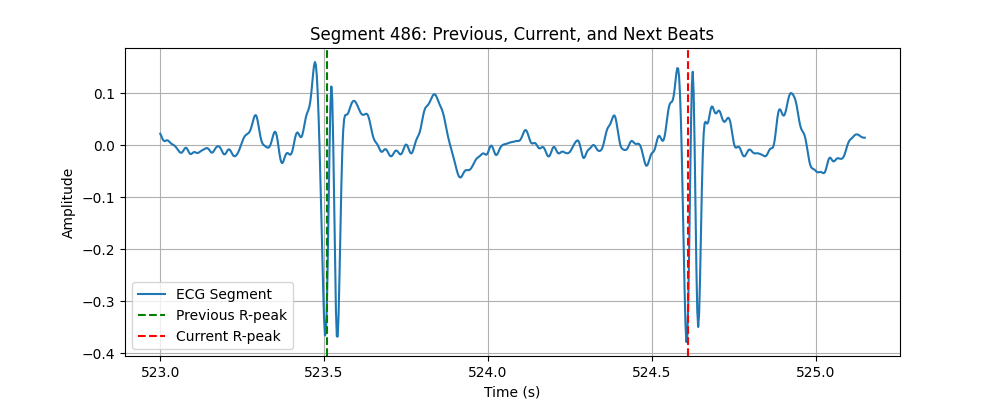 Segment 486: Previous, Current, and Next Beats
Amplitude
0.1
0.0
−0.1
−0.2
−0.3
−0.4
ECG Segment
Previous R-peak
Current R-peak
523.0 523.5 524.0 524.5 525.0
Time (s)